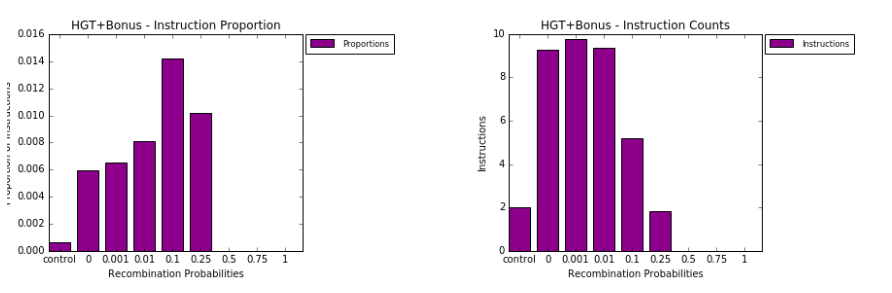 HGT+Bonus - Instruction Proportion
Proportions
0.016
0.014
0.012
0.010
0.008
0.006
0.004
0.002
0.000
of Instructions
control 0 0.001 0.01 0.1 0.25 0.5 0.75 1
Recombination Probabilities
HGT+Bonus - Instruction Counts
Instructions
10
8
6
4
2
0
Instructions
control 0 0.001 0.01 0.1 0.25 0.5 0.75 1
Recombination Probabilities